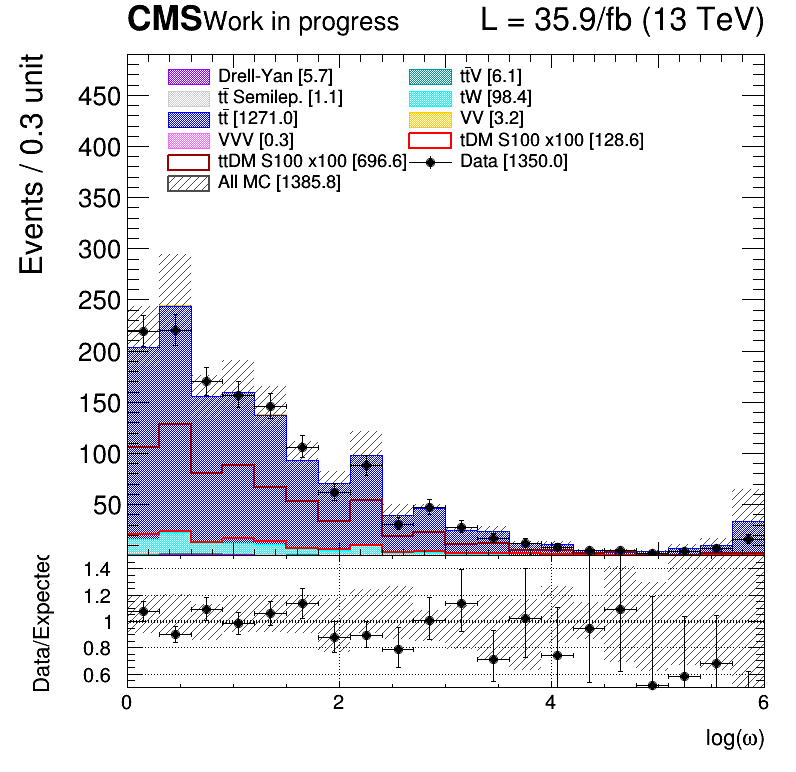 CMS Work in progress L = 35.9/fb (13 TeV)
Events / 0.3 unit
Drell-Yan [5.7] tt̄V [6.1]
tt̄ Semilep. [1.1] tW [98.4]
tt̄ [1271.0] VV [3.2]
VVV [0.3] tDM S100 x100 [128.6]
ttDM S100 x100 [696.6] Data [1350.0]
All MC [1385.8]
450
400
350
300
250
200
150
100
50
Data/Expected
1.4
1.2
1
0.8
0.6
0 2 4 6
log(ω)